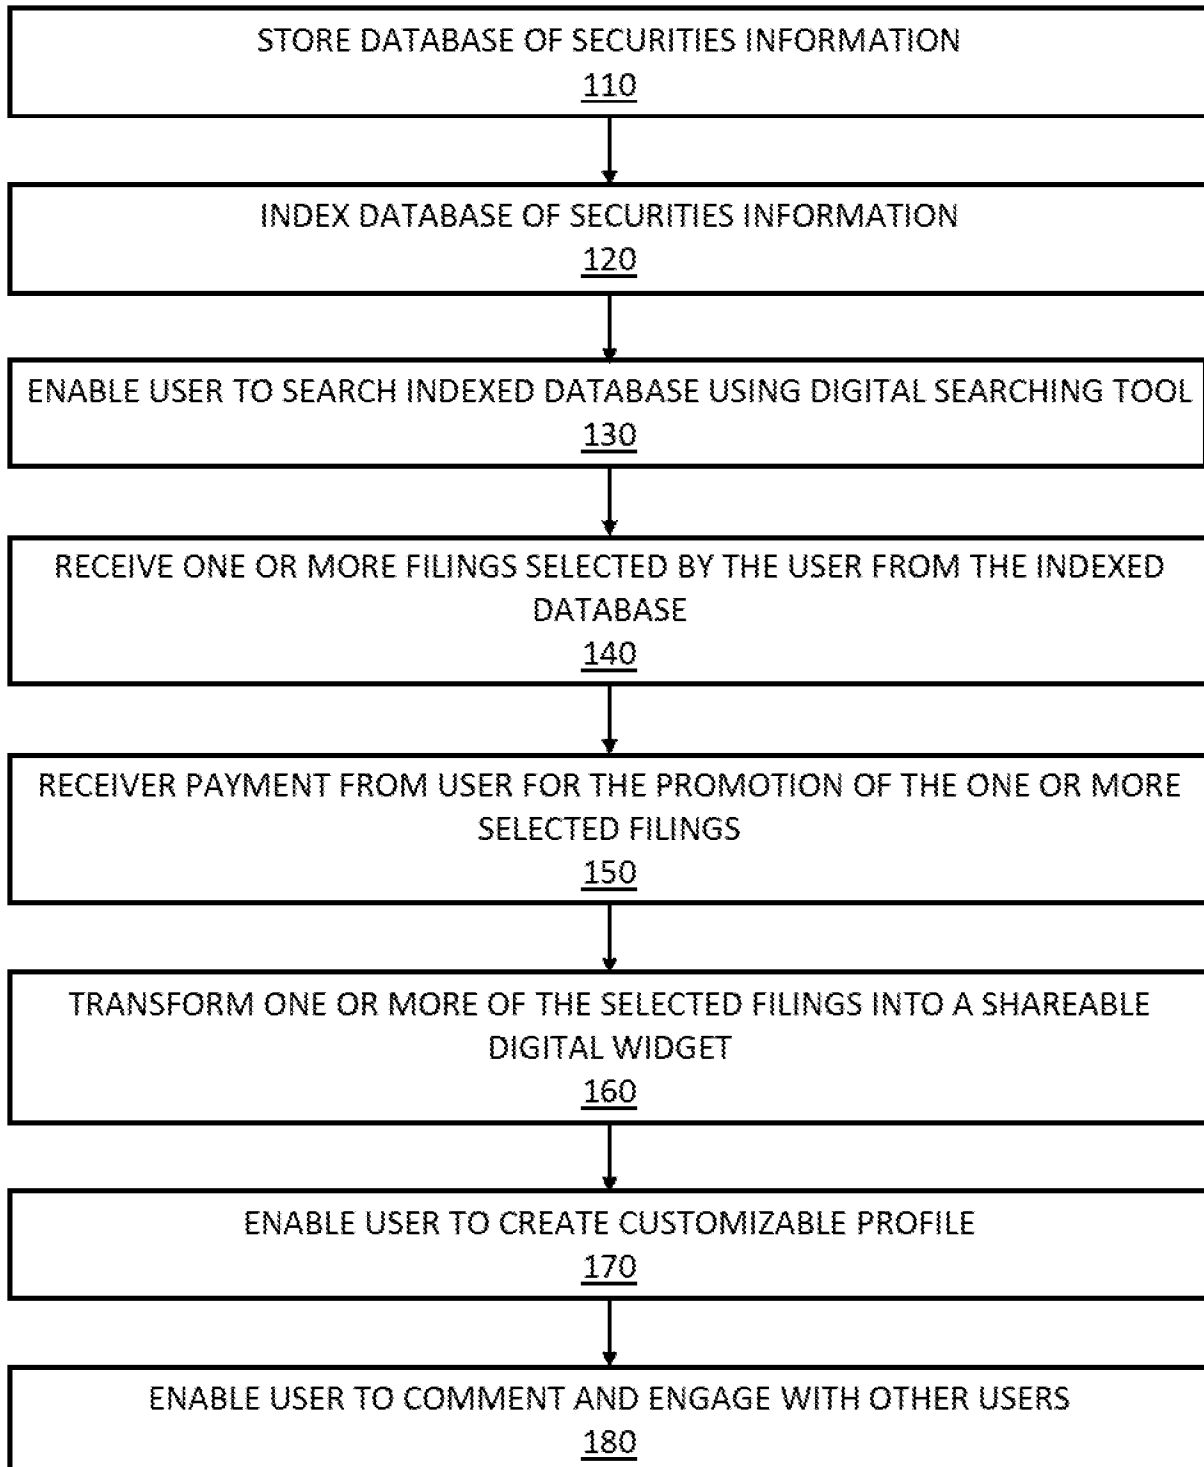 STORE DATABASE OF SECURITIES INFORMATION
110
INDEX DATABASE OF SECURITIES INFORMATION
120
ENABLE USER TO SEARCH INDEXED DATABASE USING DIGITAL SEARCHING TOOL
130
RECEIVE ONE OR MORE FILINGS SELECTED BY THE USER FROM THE INDEXED
DATABASE
140
RECEIVER PAYMENT FROM USER FOR THE PROMOTION OF THE ONE OR MORE
SELECTED FILINGS
150
TRANSFORM ONE OR MORE OF THE SELECTED FILINGS INTO A SHAREABLE
DIGITAL WIDGET
160
ENABLE USER TO CREATE CUSTOMIZABLE PROFILE
170
ENABLE USER TO COMMENT AND ENGAGE WITH OTHER USERS
180